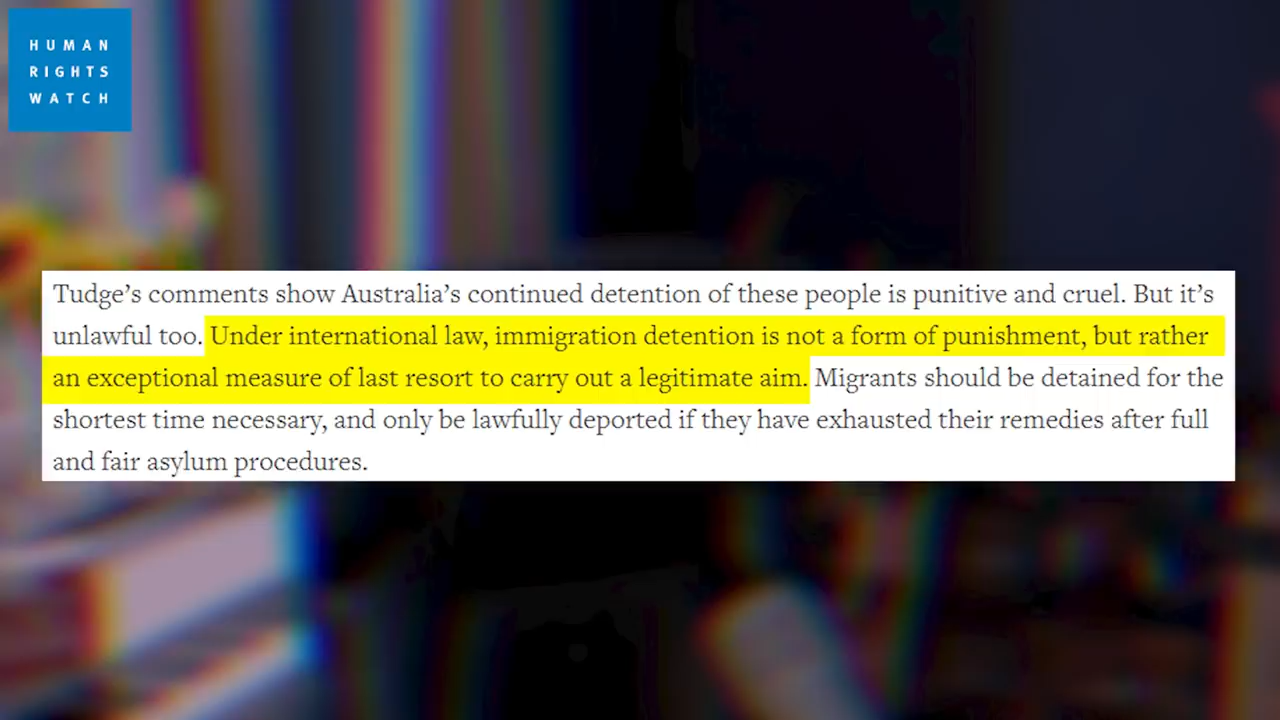 HUMAN
RIGHTS
WATCH
Tudge’s comments show Australia’s continued detention of these people is punitive and cruel. But it’s
unlawful too. Under international law, immigration detention is not a form of punishment, but rather
an exceptional measure of last resort to carry out a legitimate aim. Migrants should be detained for the
shortest time necessary, and only be lawfully deported if they have exhausted their remedies after full
and fair asylum procedures.